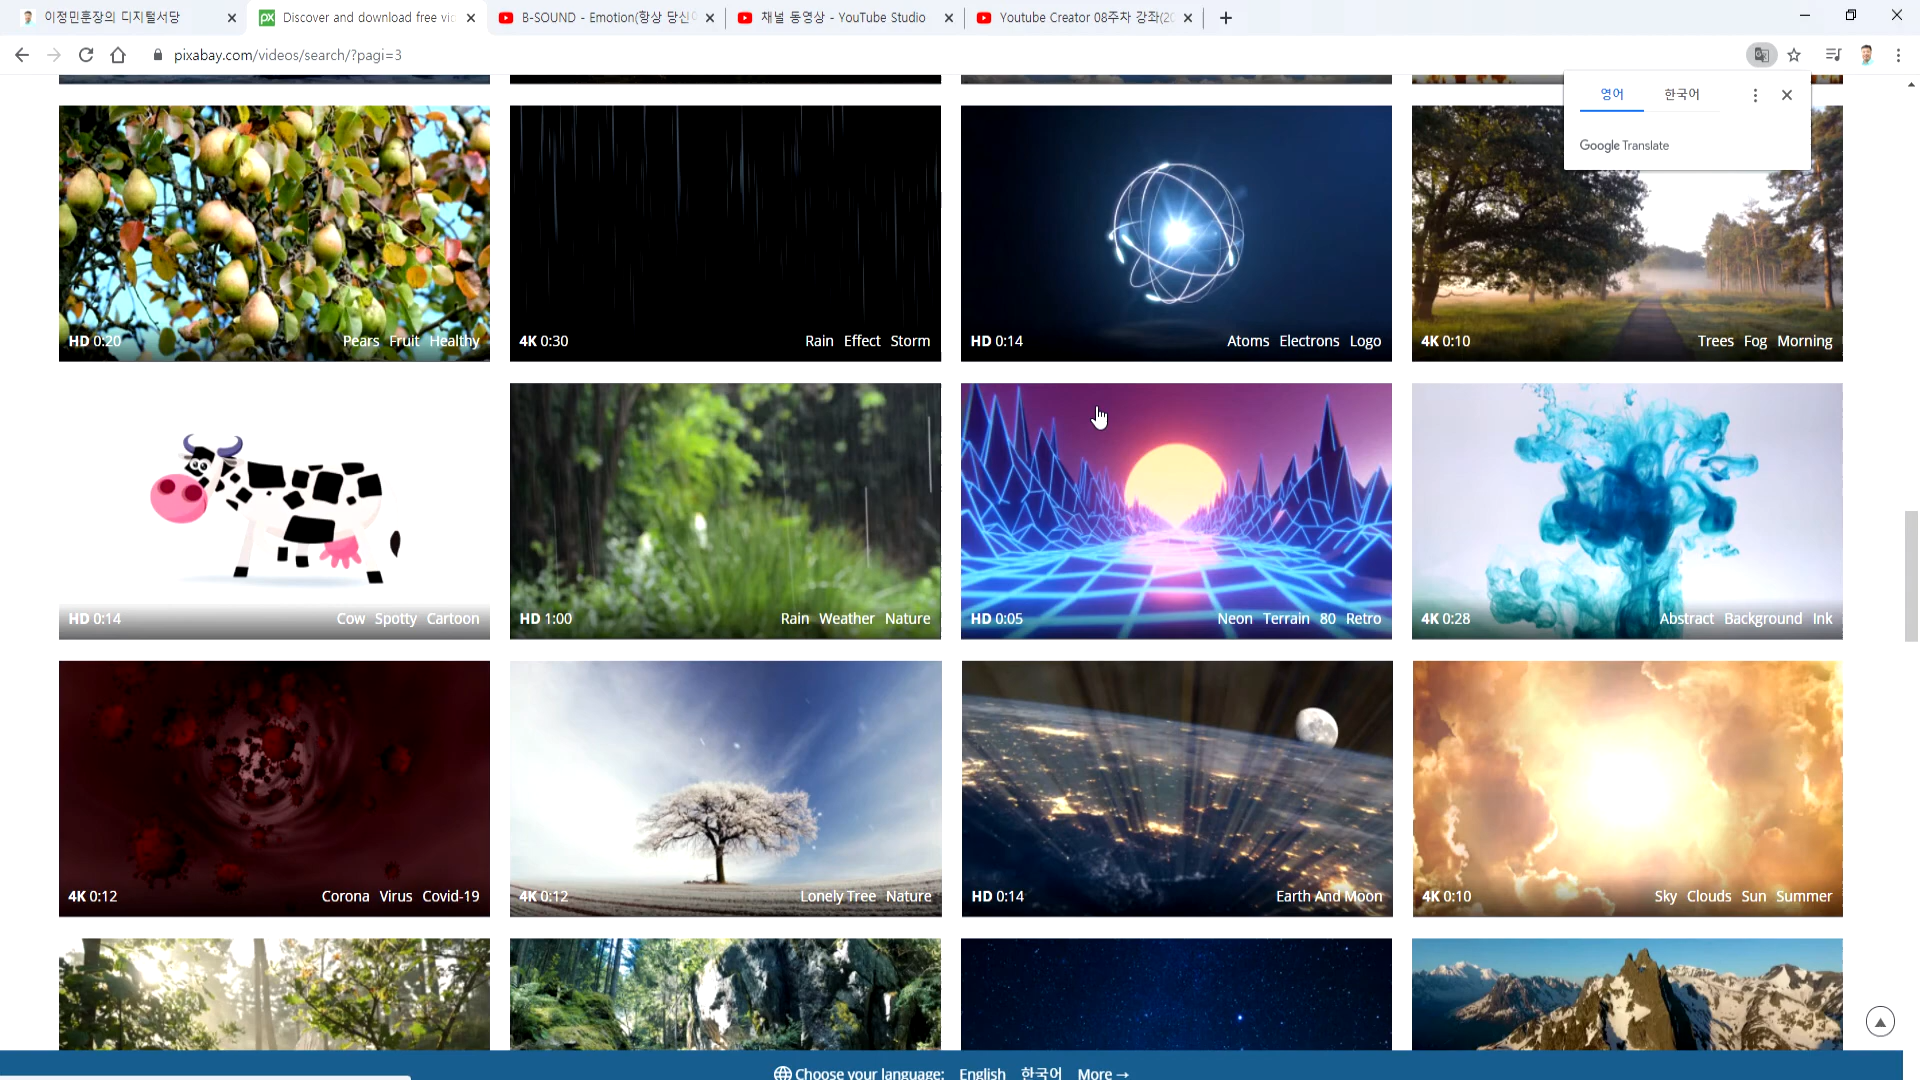 이정민훈장의 디지털서당
px Discover and download free vi
B-SOUND - Emotion(항상 당신
채널 동영상 - YouTube Studio
Youtube Creator 08주차 강좌(20
pixabay.com/videos/search/?pagi=3
영어 한국어
Google Translate
HD 0:20 Pears Fruit Healthy
4K 0:30 Rain Effect Storm
HD 0:14 Atoms Electrons Logo
4K 0:10 Trees Fog Morning
HD 0:14 Cow Spotty Cartoon
HD 1:00 Rain Weather Nature
HD 0:05 Neon Terrain 80 Retro
4K 0:28 Abstract Background Ink
4K 0:12 Corona Virus Covid-19
4K 0:12 Lonely Tree Nature
HD 0:14 Earth And Moon
4K 0:10 Sky Clouds Sun Summer
Choose your language: English 한국어 More →